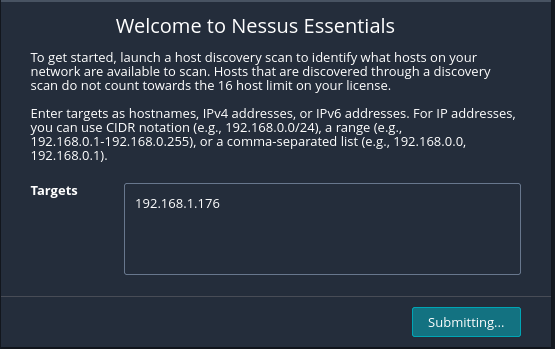 Welcome to Nessus Essentials
To get started, launch a host discovery scan to identify what hosts on your
network are available to scan. Hosts that are discovered through a discovery
scan do not count towards the 16 host limit on your license.
Enter targets as hostnames, IPv4 addresses, or IPv6 addresses. For IP addresses,
you can use CIDR notation (e.g., 192.168.0.0/24), a range (e.g.,
192.168.0.1-192.168.0.255), or a comma-separated list (e.g., 192.168.0.0,
192.168.0.1).
Targets
192.168.1.176
Submitting...